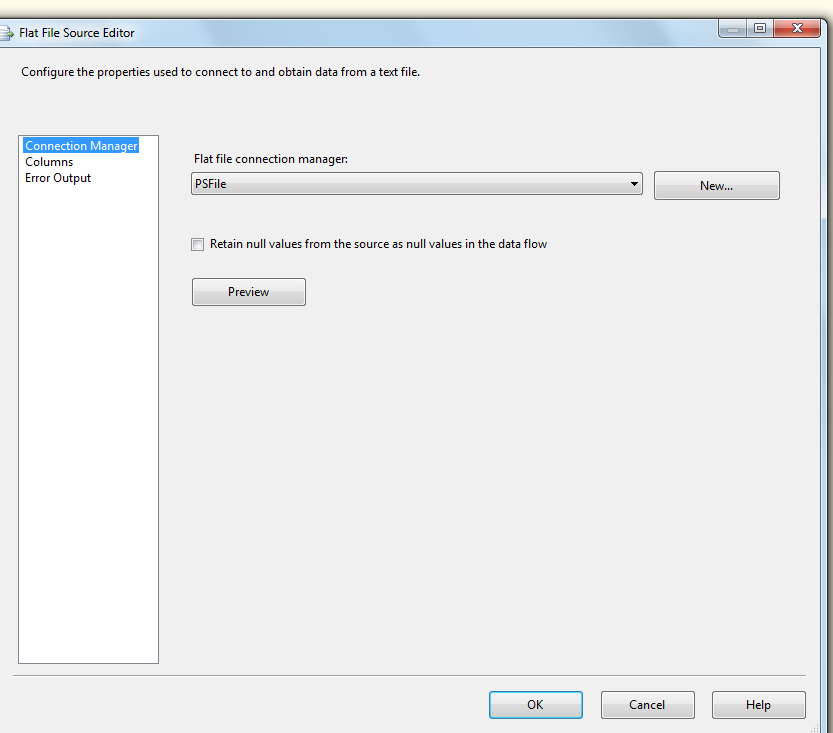 Flat File Source Editor
Configure the properties used to connect to and obtain data from a text file.
Connection Manager
Columns
Error Output
Flat file connection manager:
PSFile
New...
Retain null values from the source as null values in the data flow
Preview
OK
Cancel
Help